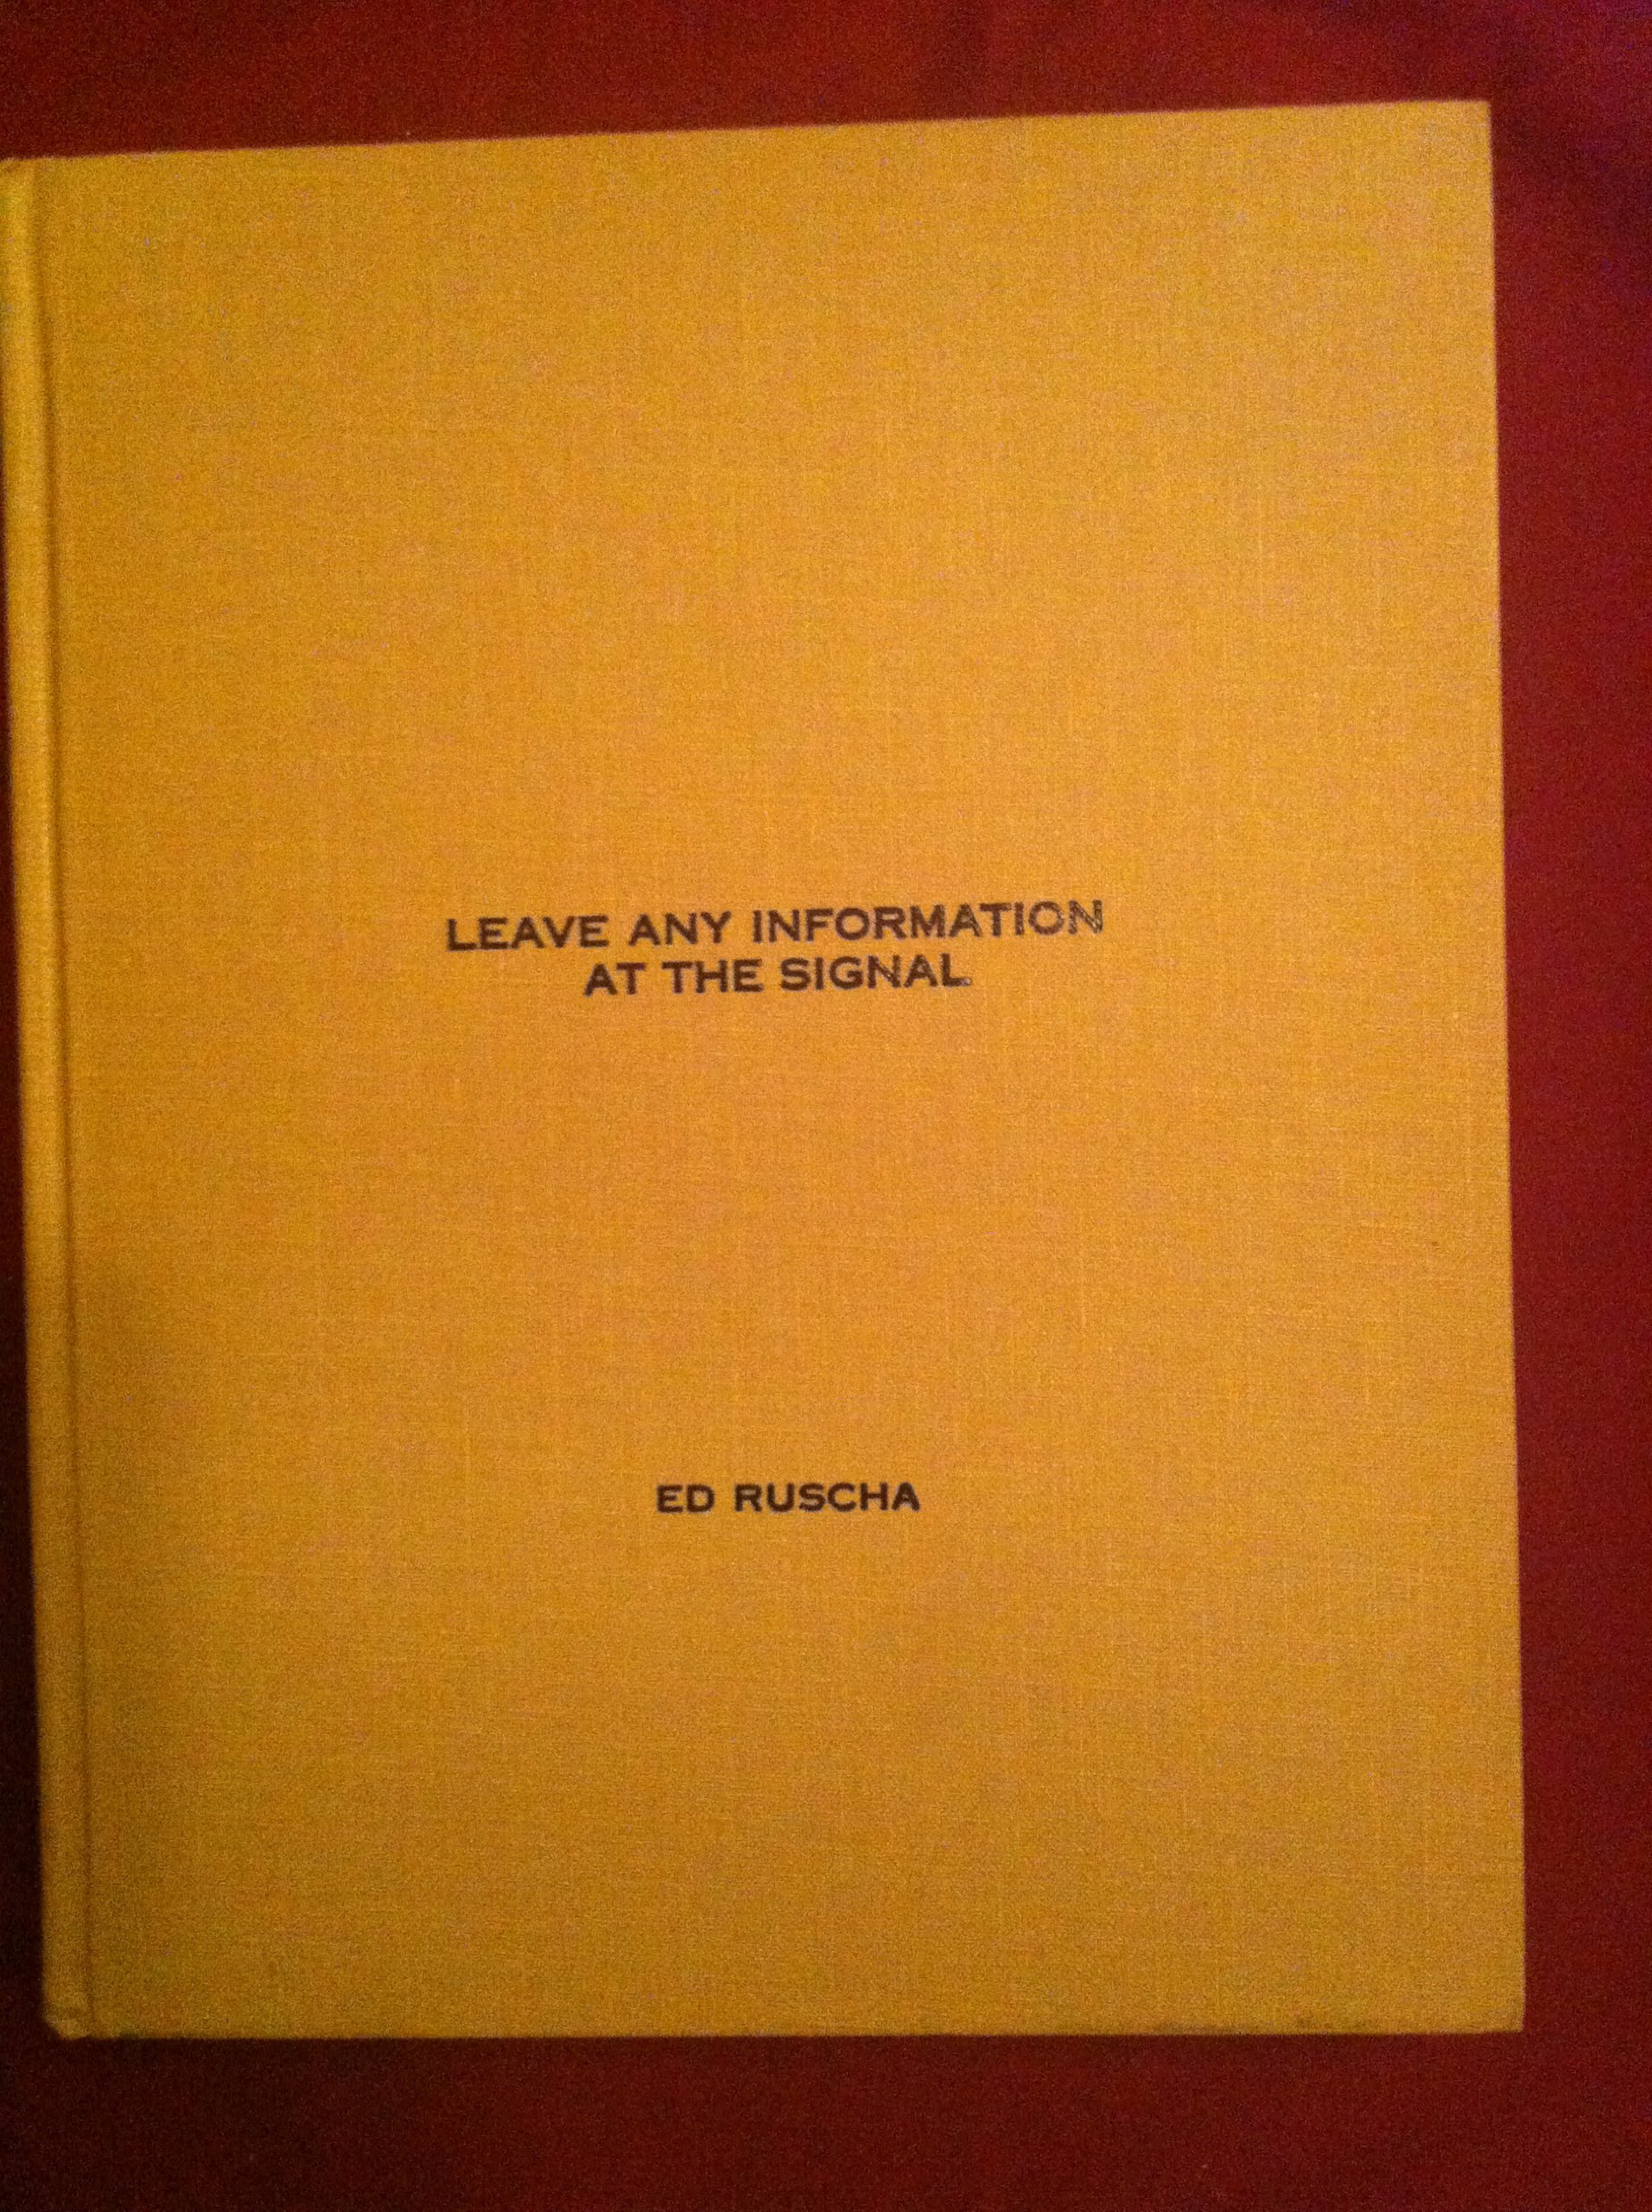 LEAVE ANY INFORMATION
AT THE SIGNAL
ED RUSCHA